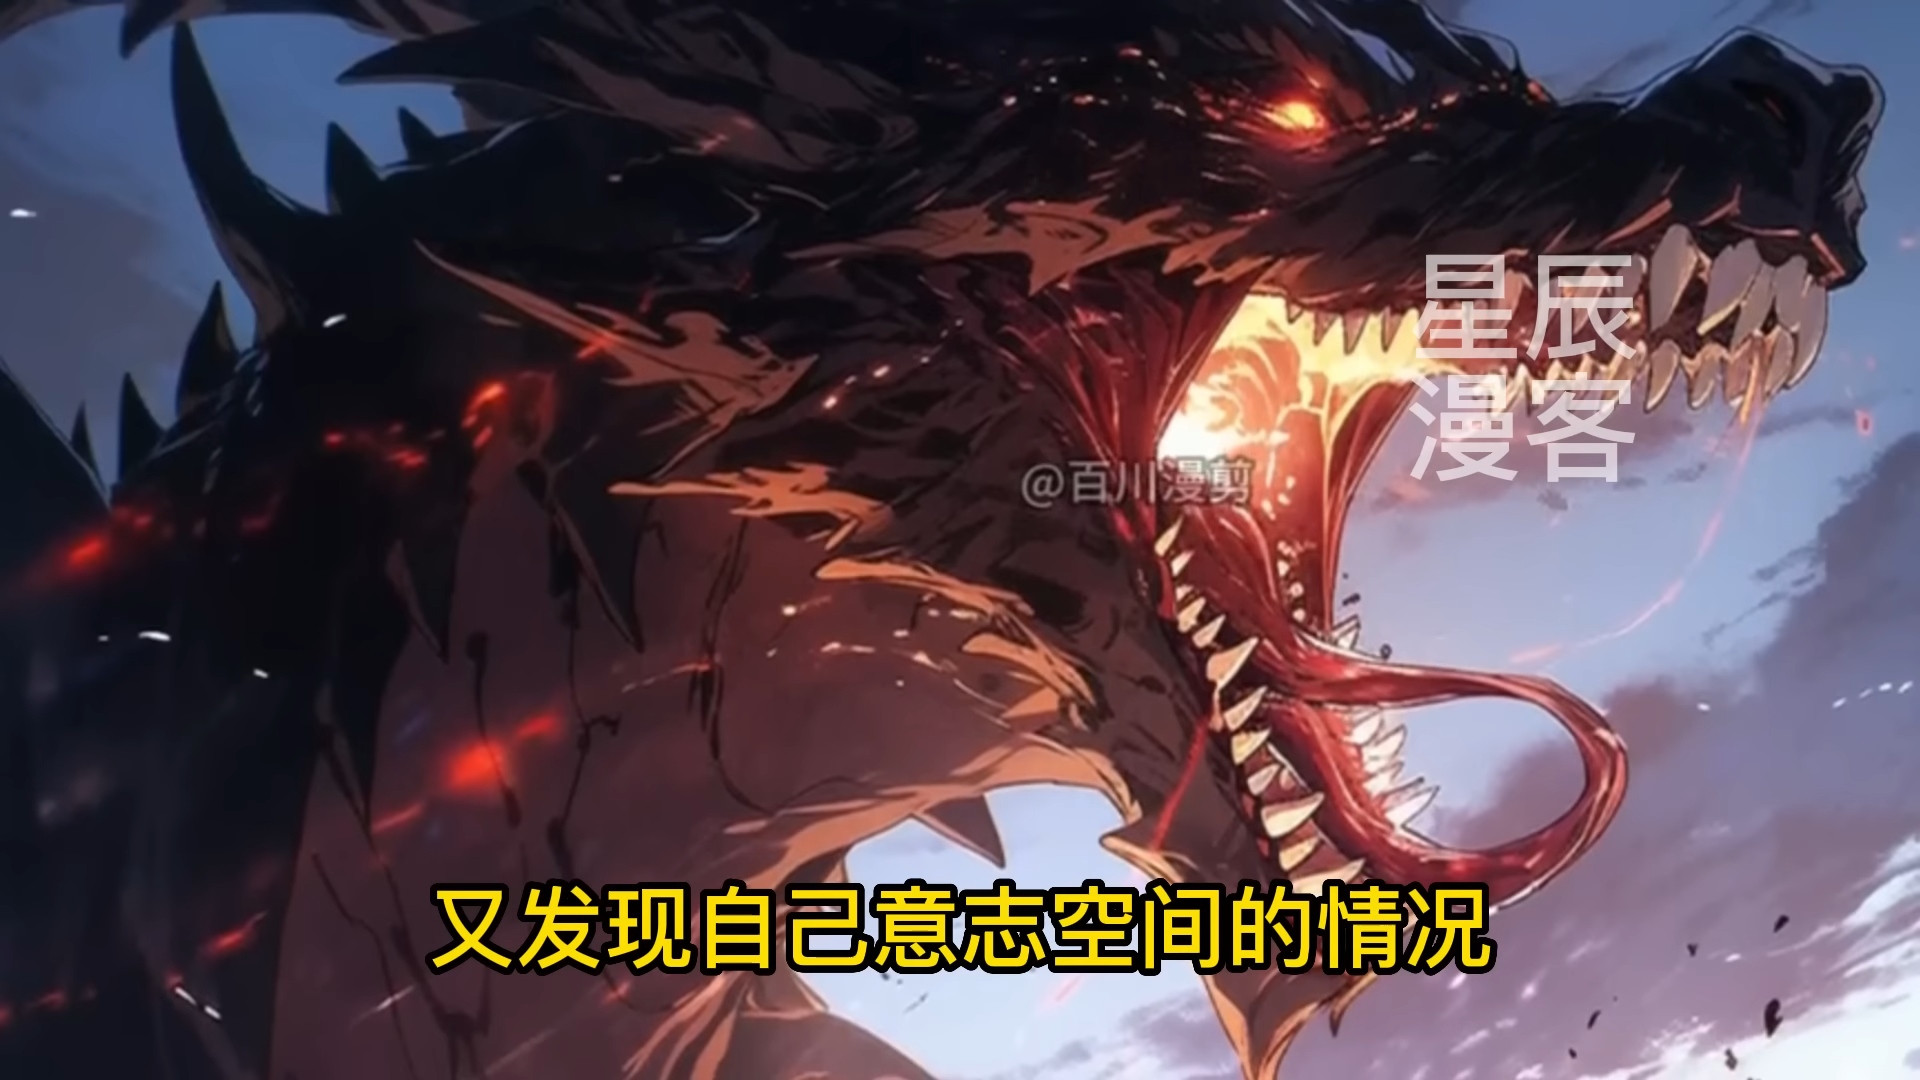 星辰
漫客
@百川漫剪
又发现自己意志空间的情况